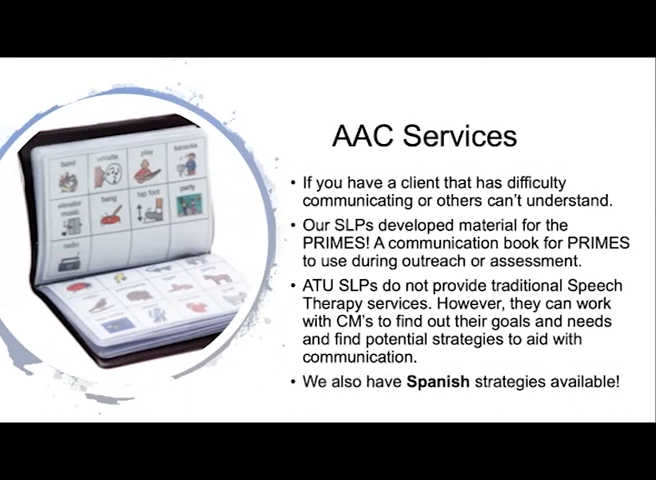 AAC Services
• If you have a client that has difficulty
communicating or others can't understand.
• Our SLPs developed material for the
PRIMES! A communication book for PRIMES
to use during outreach or assessment.
• ATU SLPs do not provide traditional Speech
Therapy services. However, they can work
with CM's to find out their goals and needs
and find potential strategies to aid with
communication.
• We also have Spanish strategies available!
band whistle play karaoke
elevator music bang tap foot party
radio